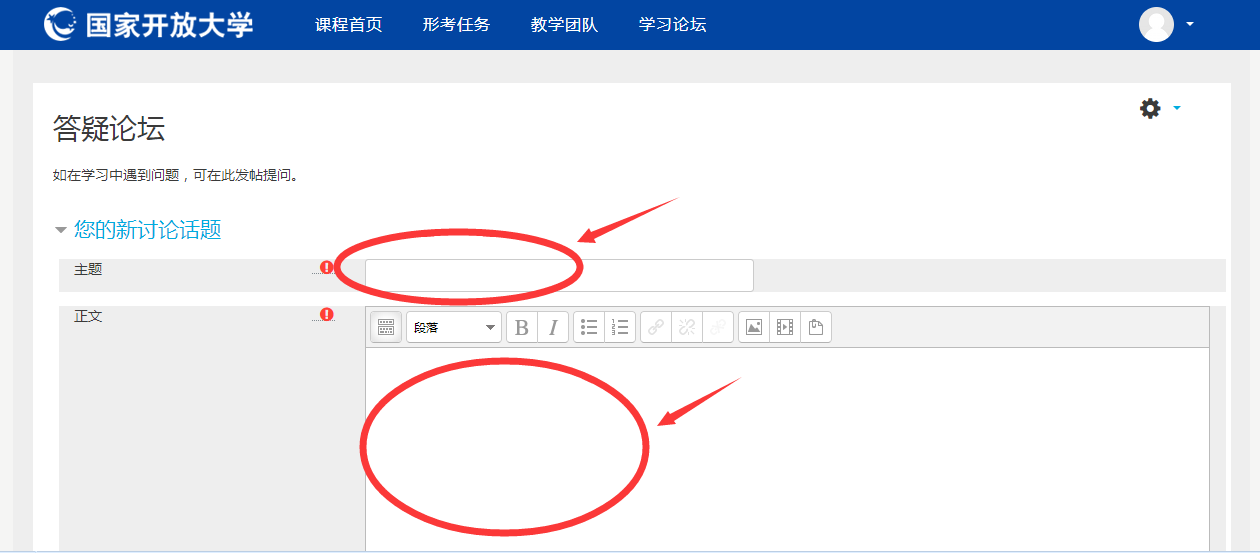 国家开放大学 课程首页 形考任务 教学团队 学习论坛
答疑论坛
如在学习中遇到问题，可在此发帖提问。
您的新讨论话题
主题
正文
段落 B I